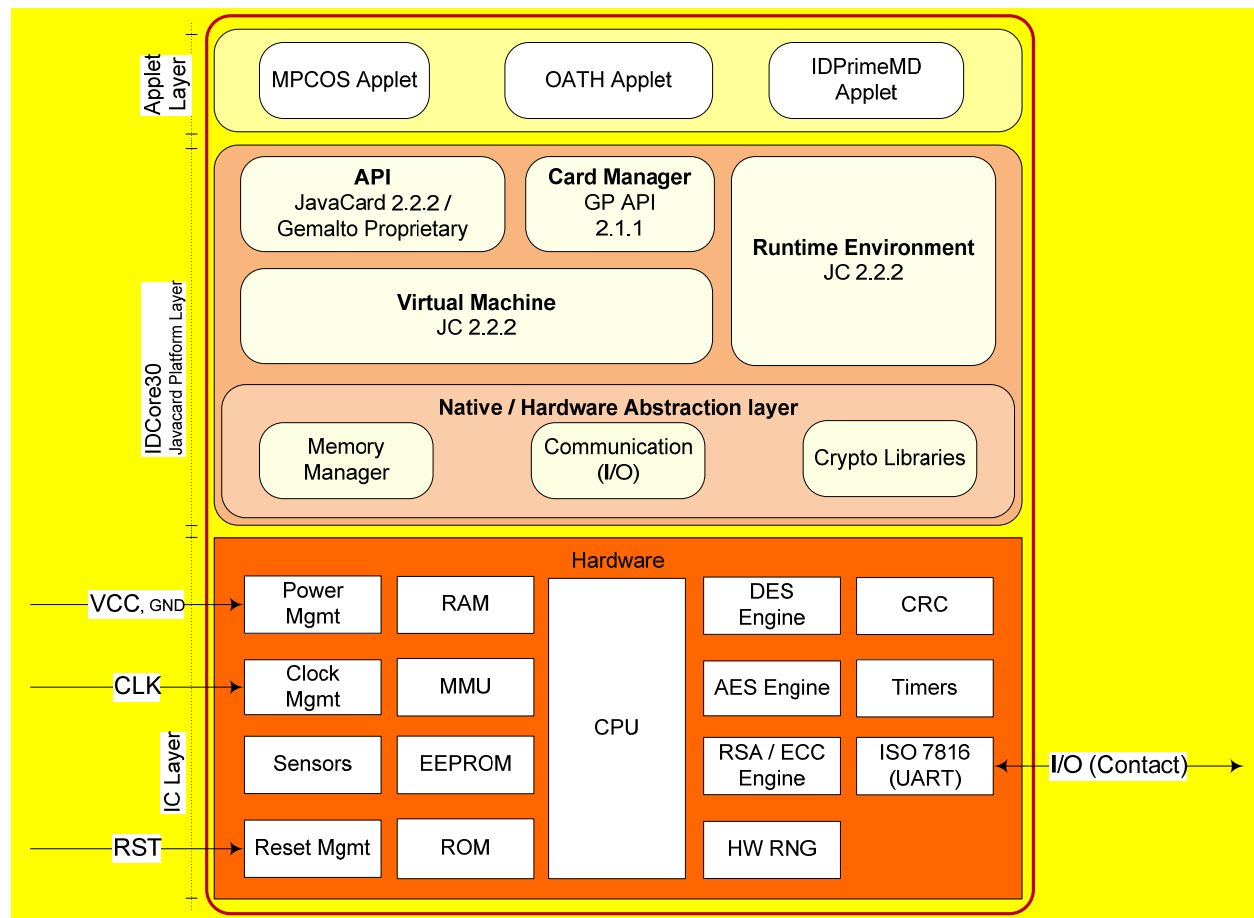 Applet
Layer
MPCOS Applet
OATH Applet
IDPrimeMD
Applet
IDCore30
Javacard Platform Layer
API
JavaCard 2.2.2 /
Gemalto Proprietary
Card Manager
GP API
2.1.1
Runtime Environment
JC 2.2.2
Virtual Machine
JC 2.2.2
Native / Hardware Abstraction layer
Memory
Manager
Communication
(I/O)
Crypto Libraries
IC Layer
Hardware
VCC, GND
Power
Mgmt
RAM
CPU
DES
Engine
CRC
CLK
Clock
Mgmt
MMU
AES Engine
Timers
Sensors
EEPROM
RSA / ECC
Engine
ISO 7816
(UART)
I/O (Contact)
RST
Reset Mgmt
ROM
HW RNG